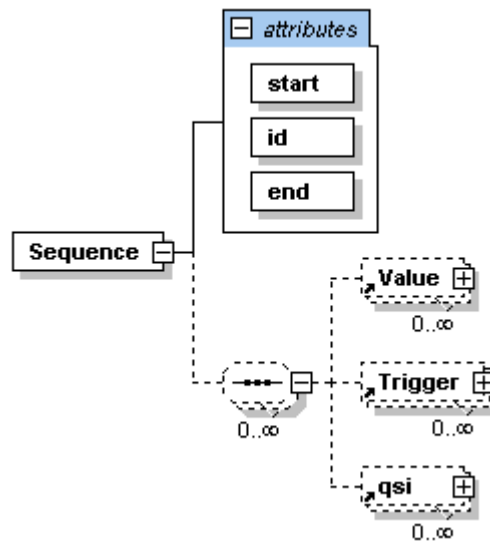 attributes
start
id
end
Sequence
Value
0..∞
Trigger
0..∞
0..∞
qsi
0..∞